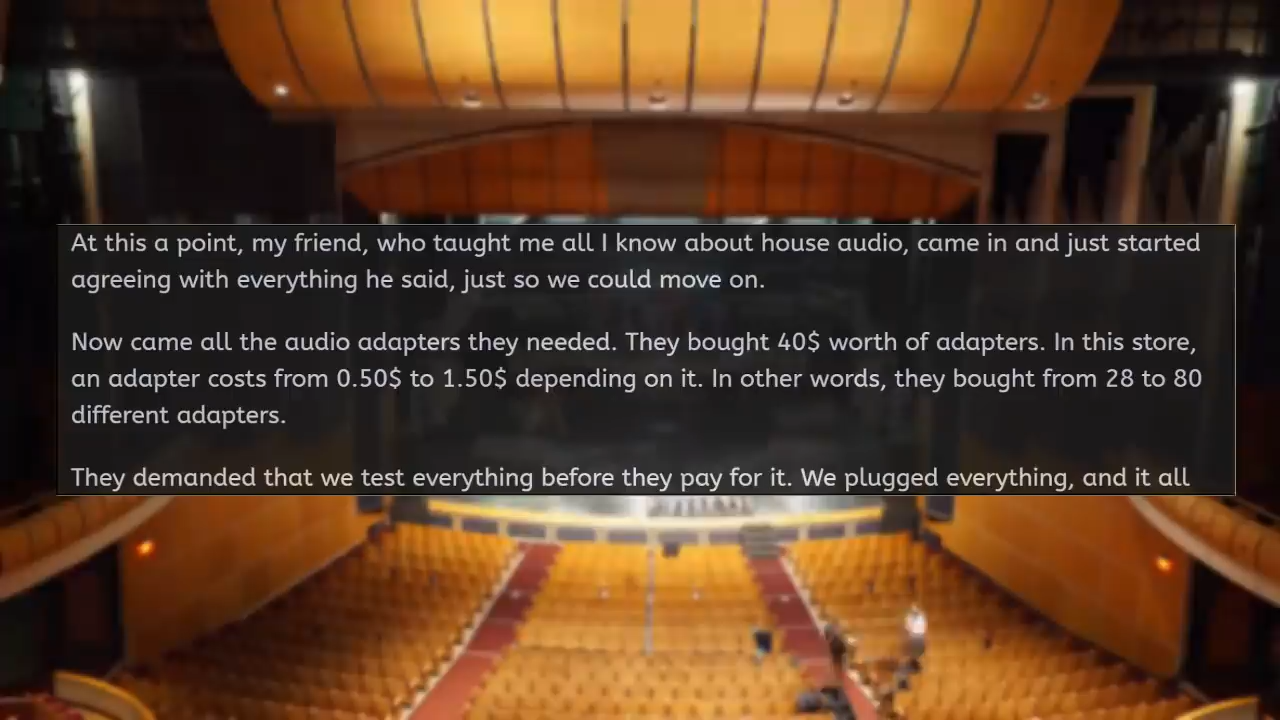 At this a point, my friend, who taught me all I know about house audio, came in and just started
agreeing with everything he said, just so we could move on.
Now came all the audio adapters they needed. They bought 40$ worth of adapters. In this store,
an adapter costs from 0.50$ to 1.50$ depending on it. In other words, they bought from 28 to 80
different adapters.
They demanded that we test everything before they pay for it. We plugged everything, and it all